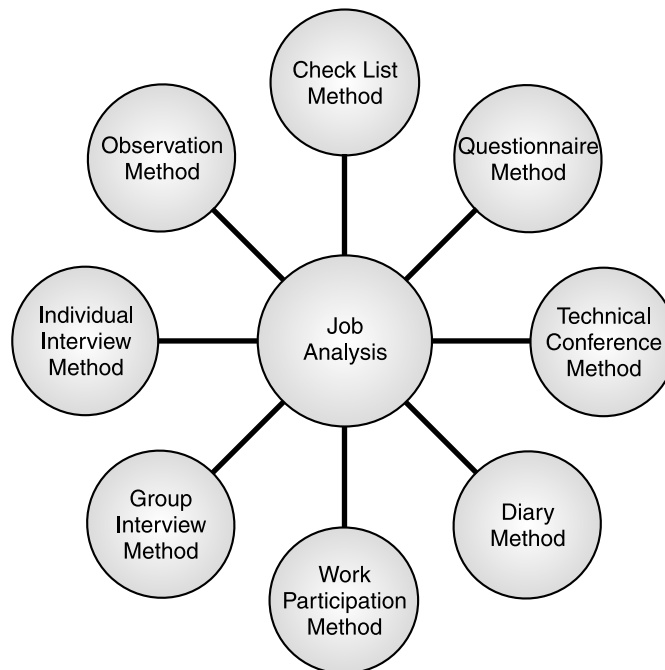 Check List
Method
Observation
Method
Questionnaire
Method
Individual
Interview
Method
Job
Analysis
Technical
Conference
Method
Group
Interview
Method
Diary
Method
Work
Participation
Method